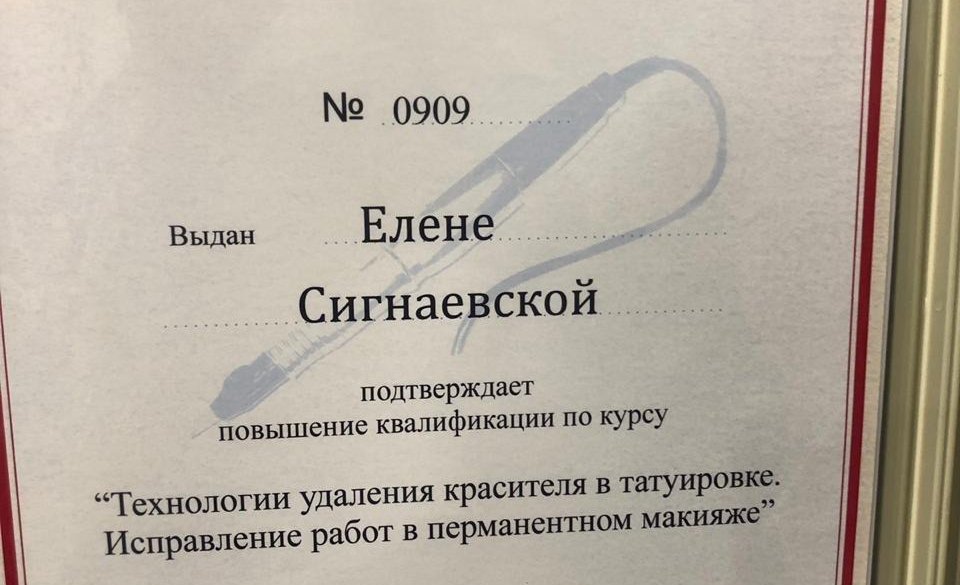 № 0909
Выдан Елене
Сигнаевской
подтверждает
повышение квалификации по курсу
“Технологии удаления красителя в татуировке.
Исправление работ в перманентном макияже”